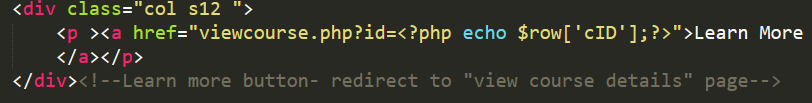 <div class="col s12 ">
<p ><a href="viewcourse.php?id=<?php echo $row['cID'];?>">Learn More
</a></p>
</div><!--Learn more button- redirect to "view course details" page-->